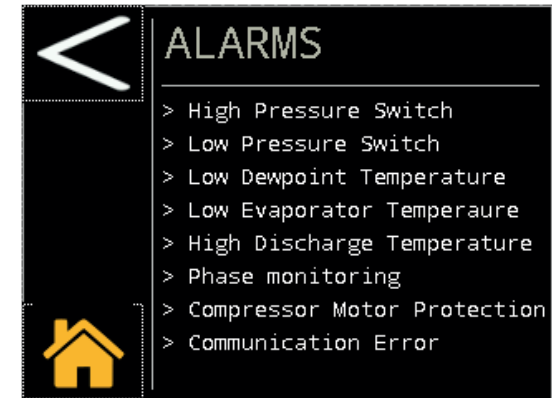 ALARMS
> High Pressure Switch
> Low Pressure Switch
> Low Dewpoint Temperature
> Low Evaporator Temperaure
> High Discharge Temperature
> Phase monitoring
> Compressor Motor Protection
> Communication Error